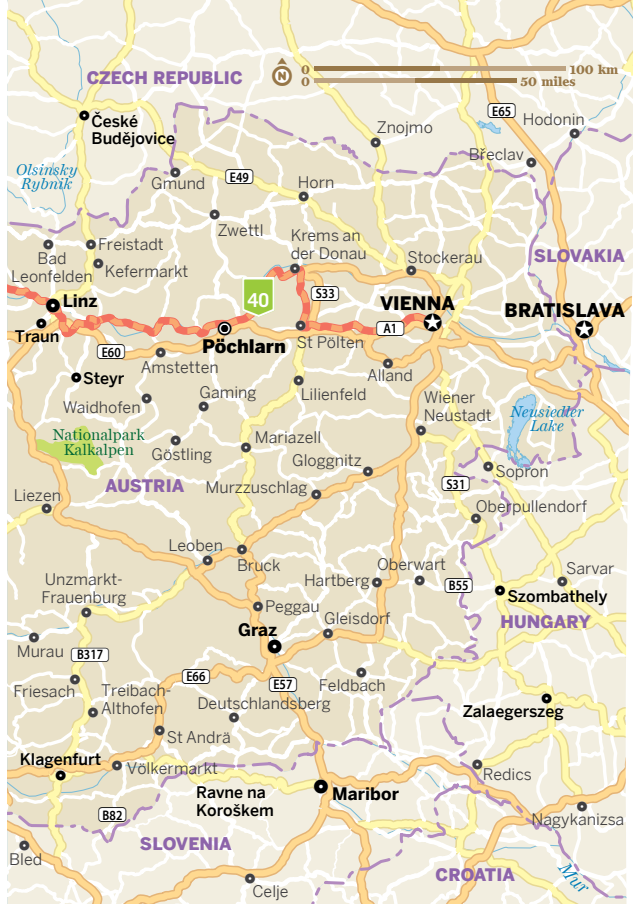 CZECH REPUBLIC
N
0
100 km
0
50 miles
E65
Hodonin
České
Budějovice
Znojmo
Břeclav
Olsinsky
Rybnik
Gmund
E49
Horn
Zwettl
Krems an
der Donau
Bad
Leonfelden
Freistadt
Kefermarkt
Stockerau
SLOVAKIA
40
S33
Linz
VIENNA
BRATISLAVA
Traun
A1
Pöchlarn
St Pölten
E60
Amstetten
Alland
Steyr
Lilienfeld
Waidhofen
Gaming
Wiener
Neustadt
Neusiedler
Lake
Nationalpark
Kalkalpen
Göstling
Mariazell
Gloggnitz
Sopron
AUSTRIA
Murzzuschlag
S31
Liezen
Oberpullendorf
Leoben
Bruck
Unzmarkt-
Frauenburg
Hartberg
Oberwart
B55
Sarvar
Szombathely
Peggau
HUNGARY
Graz
Gleisdorf
Murau
B317
E66
E57
Feldbach
Friesach
Treibach-
Althofen
Deutschlandsberg
Zalaegerszeg
St Andrä
Klagenfurt
Völkermarkt
Redics
Ravne na
Koroškem
Maribor
B82
Nagykanizsa
SLOVENIA
Bled
CROATIA
Mur
Celje